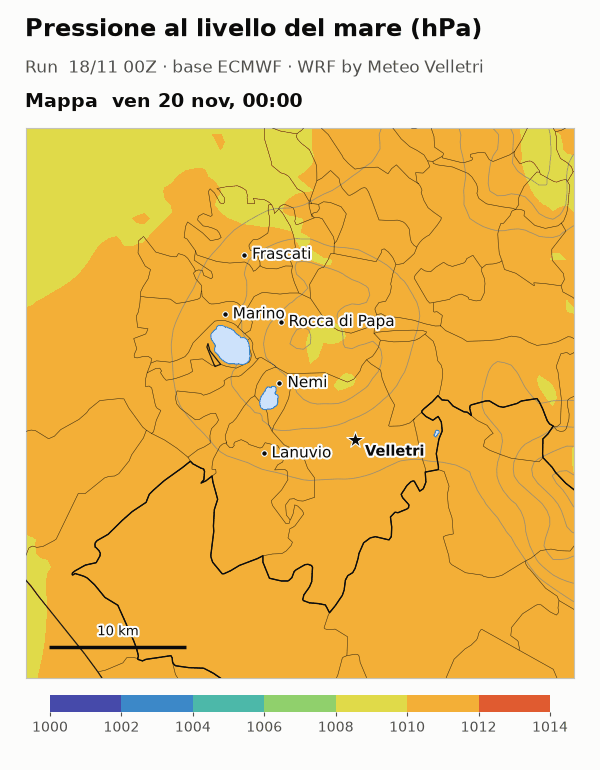 Pressione al livello del mare (hPa)
Run  18/11 00Z · base ECMWF · WRF by Meteo Velletri
Mappa  ven 20 nov, 00:00
Frascati
Marino
Rocca di Papa
Nemi
Velletri
Lanuvio
10 km
1000 1002 1004 1006 1008 1010 1012 1014